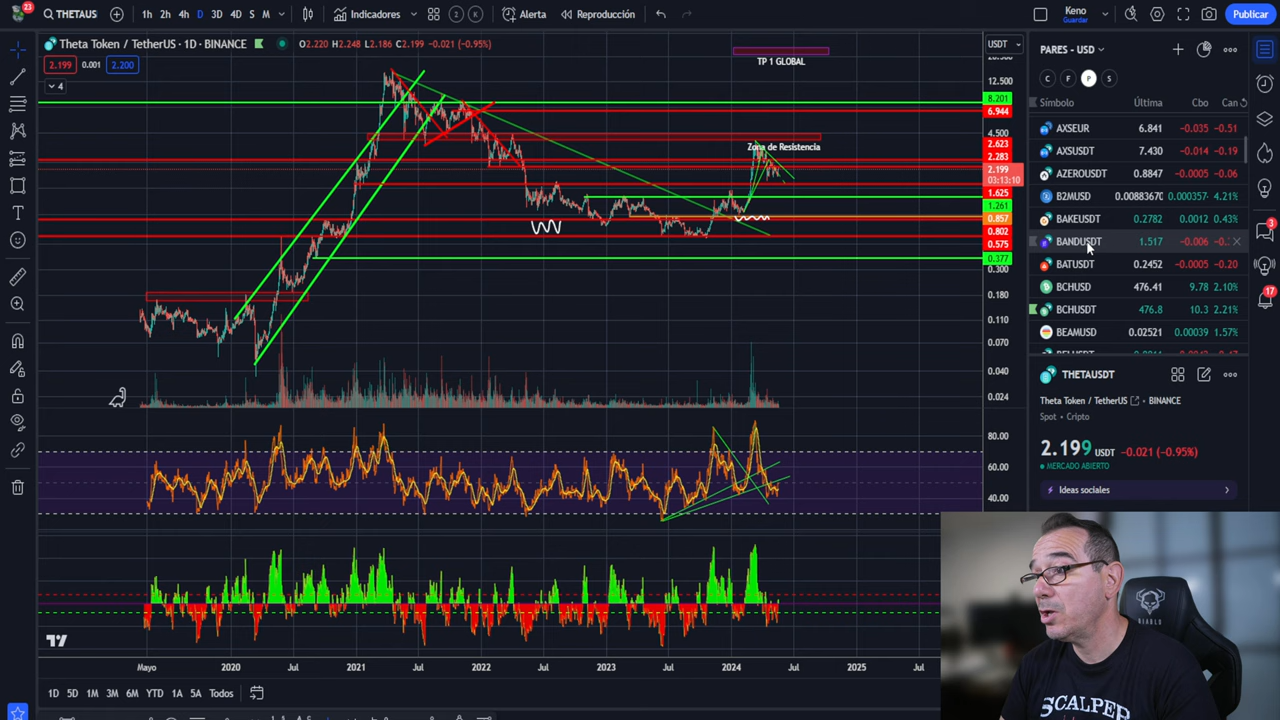 23
THETAUS
1h 2h 4h D 3D 4D S M
Indicadores
2 K
Alerta
Reproducción
Keno
Guardar
Publicar
Theta Token / TetherUS · 1D · BINANCE
O2.220 H2.248 L2.186 C2.199 -0.021 (-0.95%)
2.199 0.001 2.200
4
USDT
TP 1 GLOBAL
Zona de Resistencia
12.500
8.201
6.944
4.500
2.623
2.283
2.199
03:13:10
1.625
1.261
0.857
0.802
0.575
0.377
0.300
0.180
0.110
0.070
0.040
0.024
80.00
60.00
40.00
Mayo 2020 Jul 2021 Jul 2022 Jul 2023 Jul 2024 Jul 2025 Jul
1D 5D 1M 3M 6M YTD 1A 5A Todos
PARES - USD
C F P S
Símbolo Última Cbo Can
AXSEUR 6.841 -0.035 -0.51
AXSUSDT 7.430 -0.014 -0.15
AZEROUSDT 0.8847 -0.0005 -0.06
B2MUSD 0.0088367 0.000357 4.21%
BAKEUSDT 0.2782 0.0012 0.43%
BANDUSDT 1.517 -0.006
BATUSDT 0.2452 -0.0005 -0.20
BCHUSD 476.41 9.78 2.10%
BCHUSDT 476.8 10.3 2.21%
BEAMUSD 0.02521 0.00039 1.57%
THETAUSDT
Theta Token / TetherUS BINANCE
Spot • Cripto
2.199 USDT -0.021 (-0.95%)
MERCADO ABIERTO
Ideas sociales
3
17
DIABLO
SCALPER